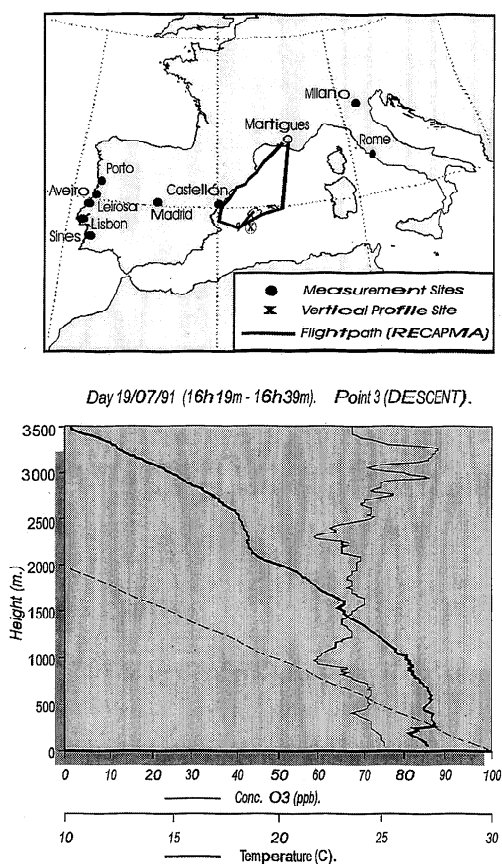 Milano
Martigues
Rome
Porto
Aveiro
Castellán
Leirosa
Madrid
Lisbon
Sines
Measurement Sites
Vertical Profile Site
Flightpath (RECAPMA)
Day 19/07/91 (16h19m - 16h39m). Point 3 (DESCENT).
3500
3000
2500
2000
1500
1000
500
0
Height (m.)
0 10 20 30 40 50 60 70 80 90 100
Conc. O3 (ppb).
10 15 20 25 30
Temperature (C).